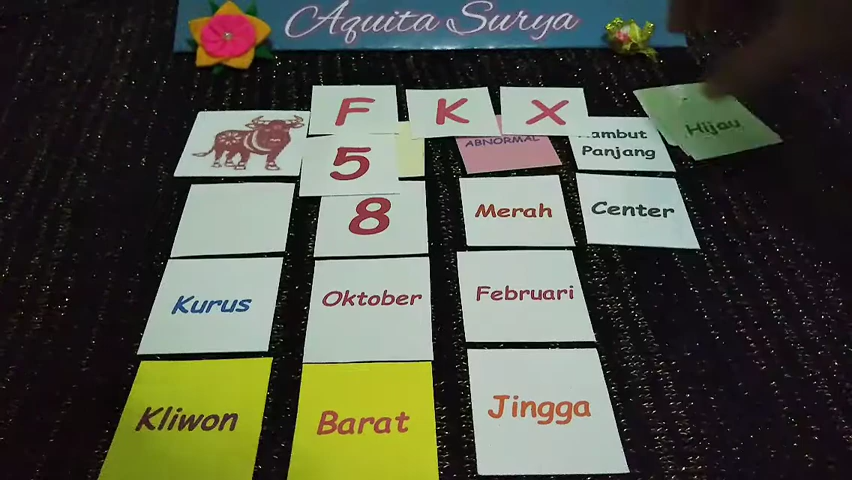 Aquita Surya
F K X
Hijau
5
ABNORMAL
Panjang
8
Merah
Center
Kurus
Oktober
Februari
Kliwon
Barat
Jingga